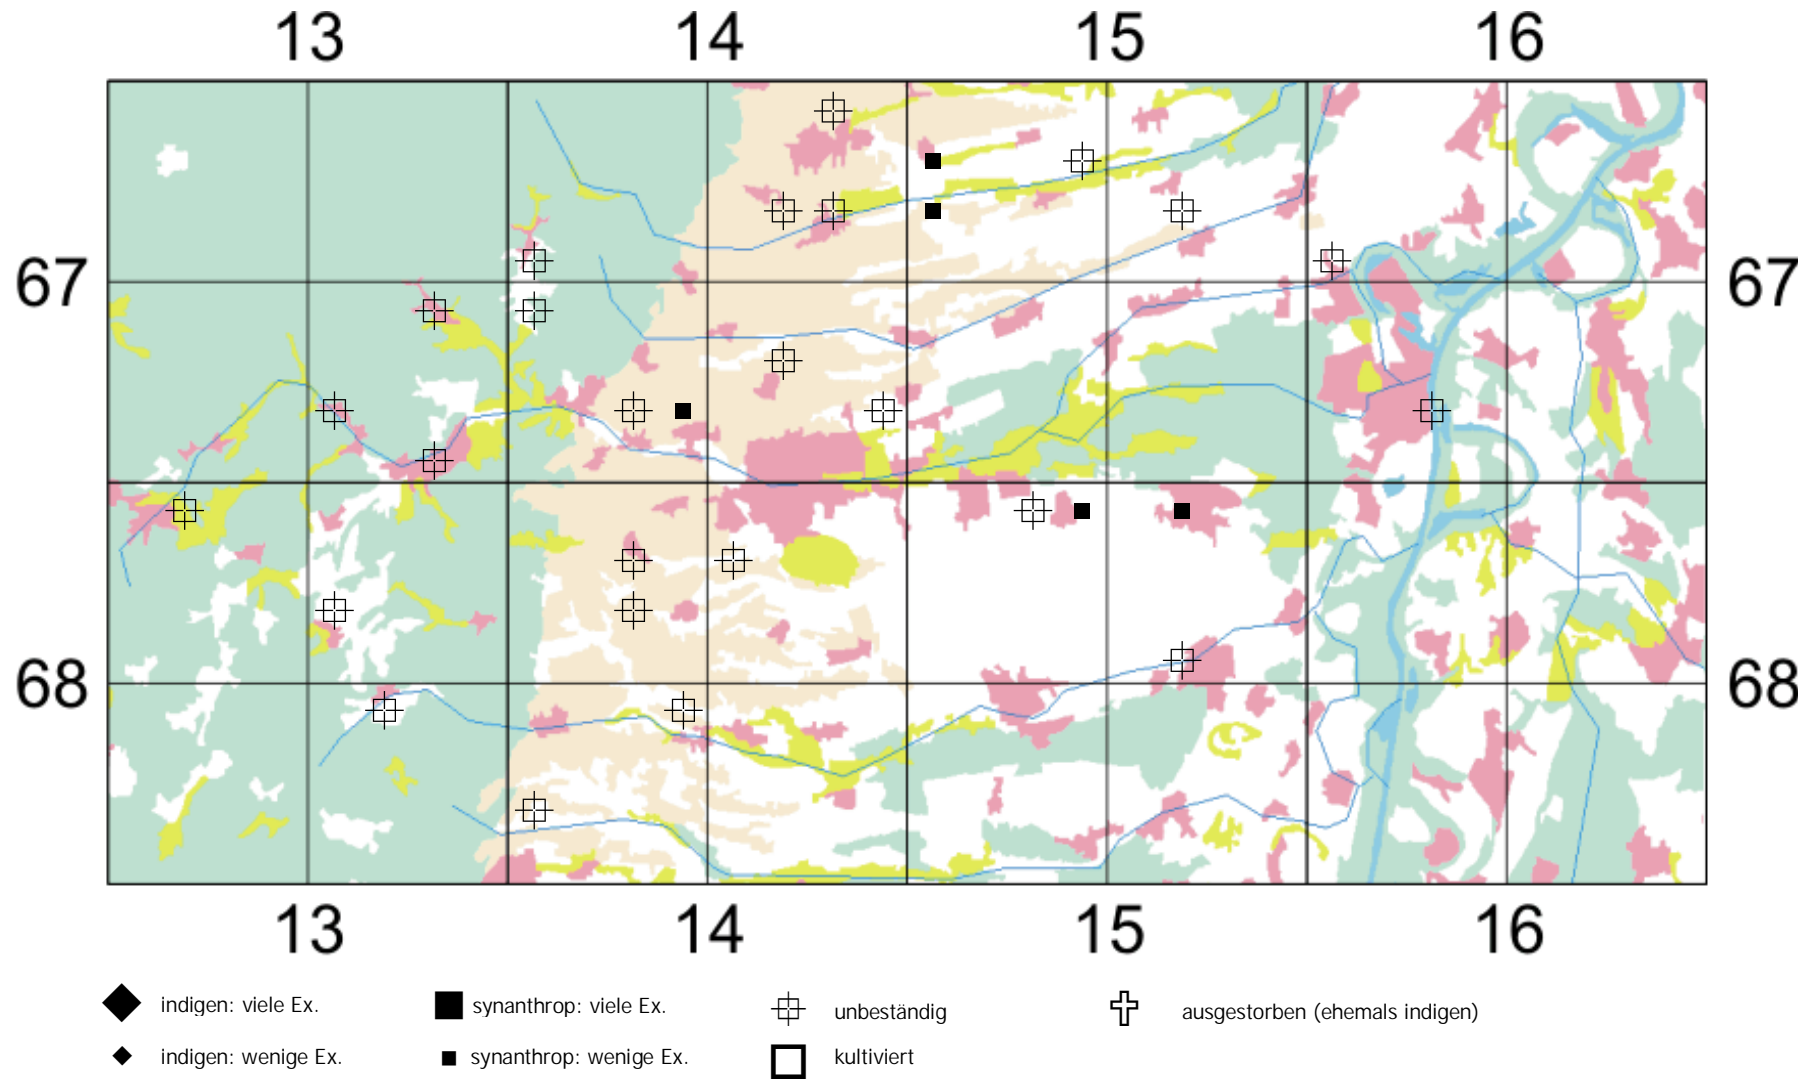 13 14 15 16
67 67
68 68
13 14 15 16
indigen: viele Ex. synanthrop: viele Ex. unbeständig ausgestorben (ehemals indigen)
indigen: wenige Ex. synanthrop: wenige Ex. kultiviert